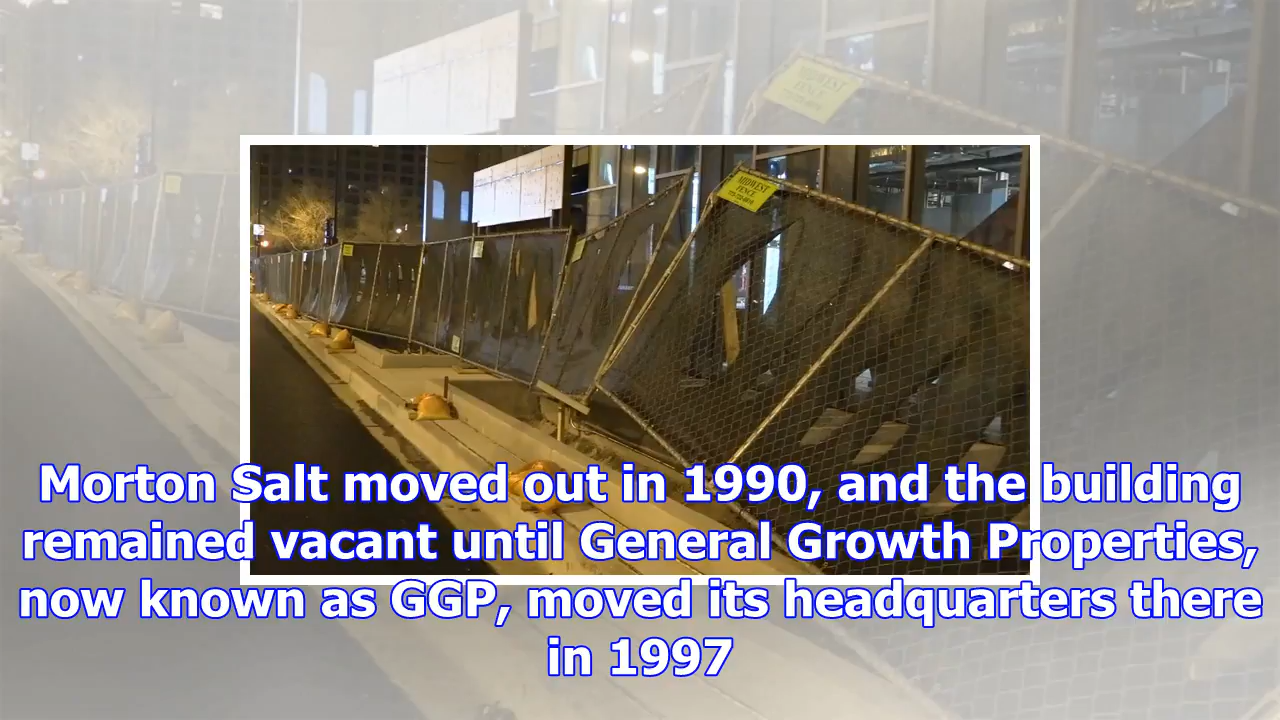 MIDWEST
FENCE
Morton Salt moved out in 1990, and the building
remained vacant until General Growth Properties,
now known as GGP, moved its headquarters there
in 1997